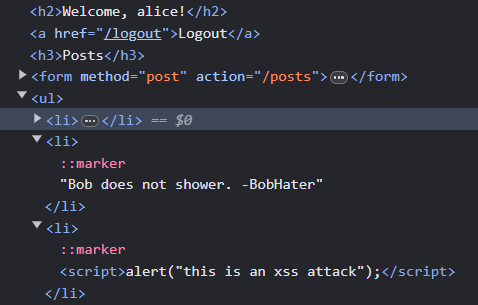 <h2>Welcome, alice!</h2>
<a href="/logout">Logout</a>
<h3>Posts</h3>
<form method="post" action="/posts">…</form>
<ul>
<li>…</li> == $0
<li>
::marker
"Bob does not shower. -BobHater"
</li>
<li>
::marker
<script>alert("this is an xss attack");</script>
</li>